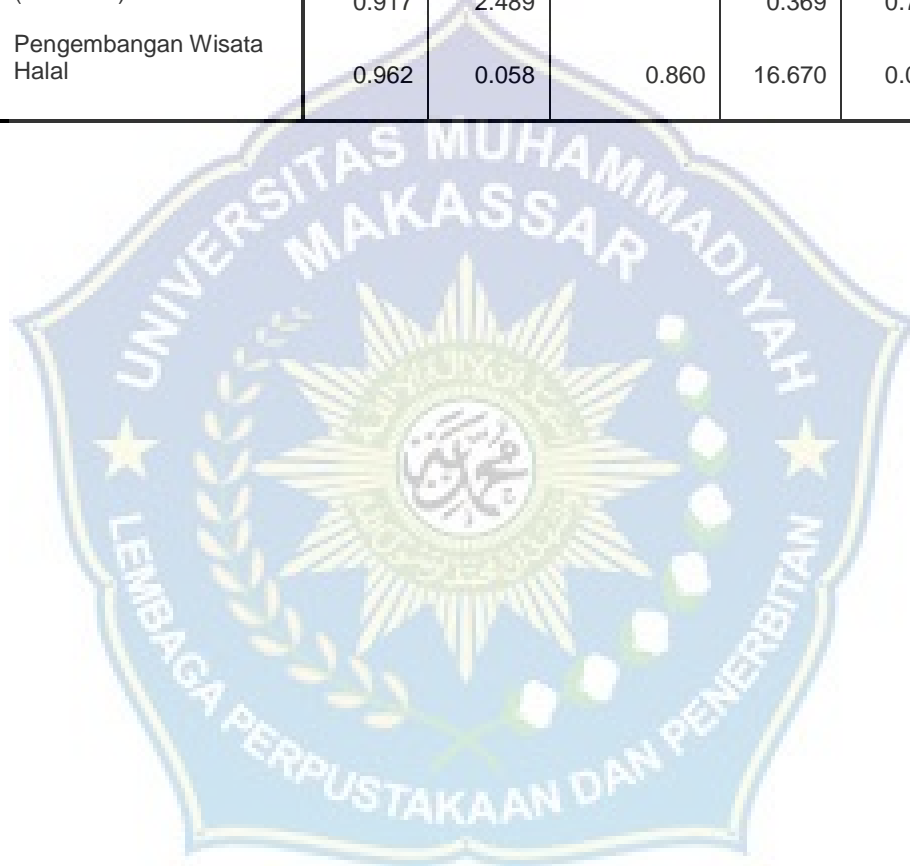 0.917 2.489 0.369
Pengembangan Wisata
Halal 0.962 0.058 0.860 16.670
UNIVERSITAS MUHAMMADIYAH
MAKASSAR
LEMBAGA PERPUSTAKAAN DAN PENERBITAN